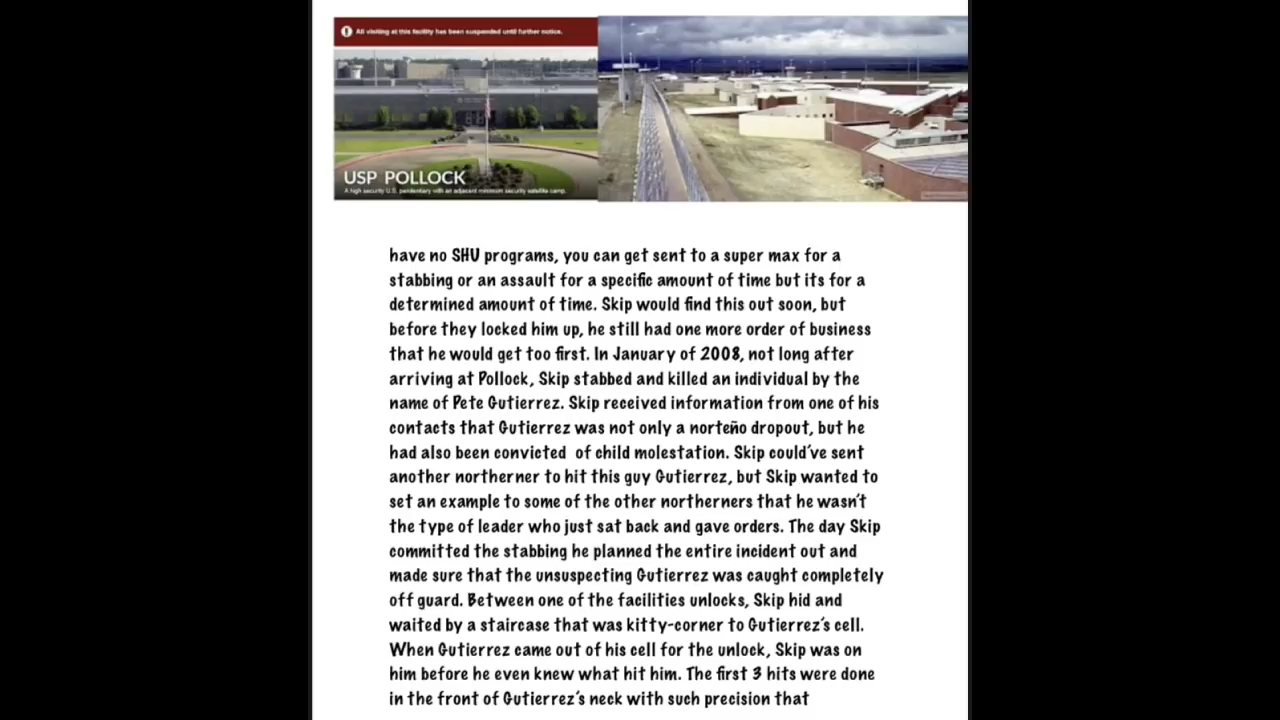 All visiting at this facility has been suspended until further notice.
USP POLLOCK
A high security U.S. penitentiary with an adjacent minimum security satellite camp.
have no SHU programs, you can get sent to a super max for a
stabbing or an assault for a specific amount of time but its for a
determined amount of time. Skip would find this out soon, but
before they locked him up, he still had one more order of business
that he would get too first. In January of 2008, not long after
arriving at Pollock, Skip stabbed and killed an individual by the
name of Pete Gutierrez. Skip received information from one of his
contacts that Gutierrez was not only a norteño dropout, but he
had also been convicted of child molestation. Skip could've sent
another northerner to hit this guy Gutierrez, but Skip wanted to
set an example to some of the other northerners that he wasn't
the type of leader who just sat back and gave orders. The day Skip
committed the stabbing he planned the entire incident out and
made sure that the unsuspecting Gutierrez was caught completely
off guard. Between one of the facilities unlocks, Skip hid and
waited by a staircase that was kitty-corner to Gutierrez's cell.
When Gutierrez came out of his cell for the unlock, Skip was on
him before he even knew what hit him. The first 3 hits were done
in the front of Gutierrez's neck with such precision that